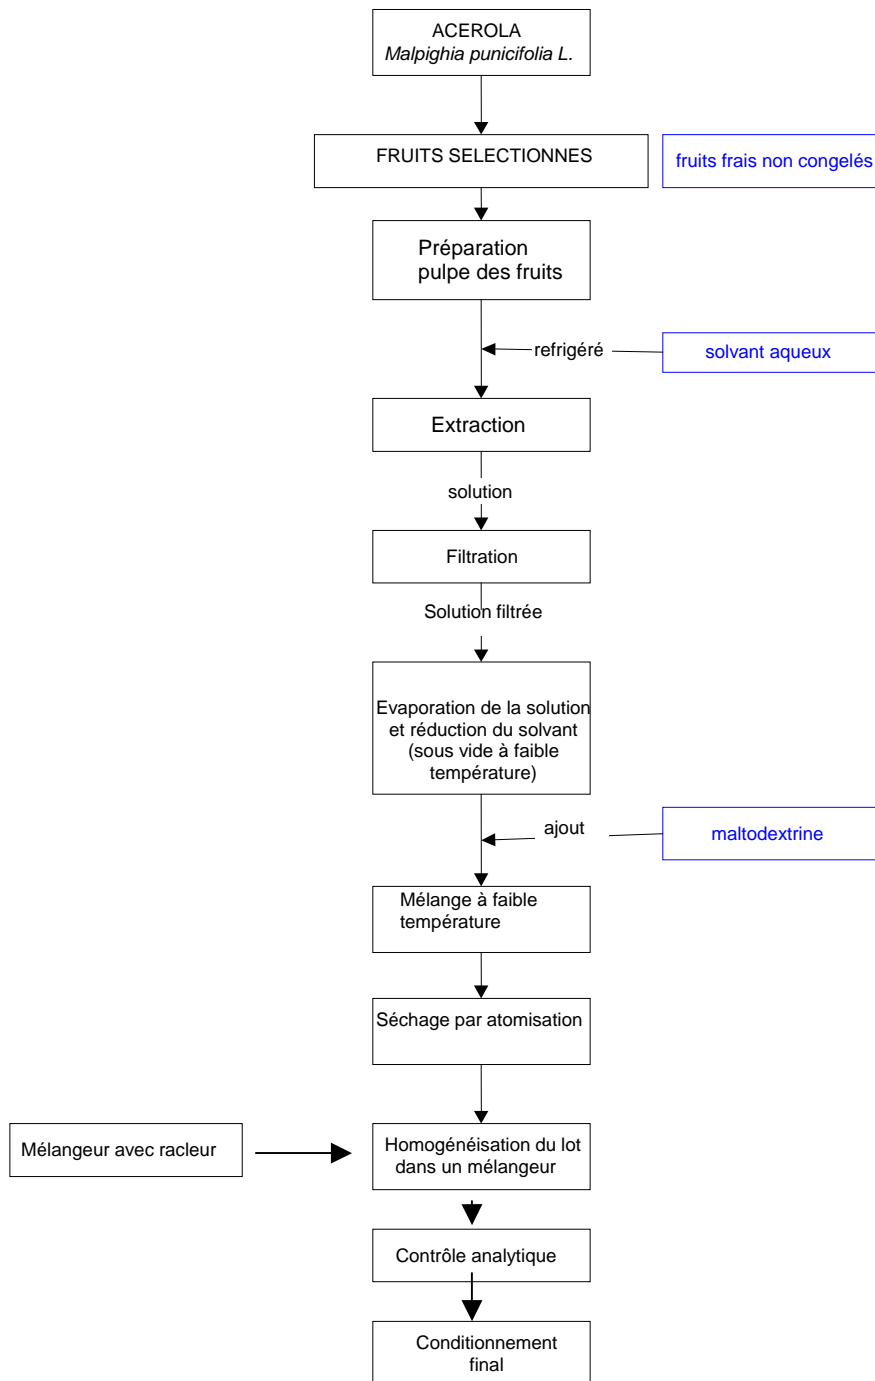 ACEROLA
Malpighia punicifolia L.
FRUITS SELECTIONNES
fruits frais non congelés
Préparation
pulpe des fruits
refrigéré
solvant aqueux
Extraction
solution
Filtration
Solution filtrée
Evaporation de la solution
et réduction du solvant
(sous vide à faible
température)
ajout
maltodextrine
Mélange à faible
température
Séchage par atomisation
Mélangeur avec racleur
Homogénéisation du lot
dans un mélangeur
Contrôle analytique
Conditionnement
final